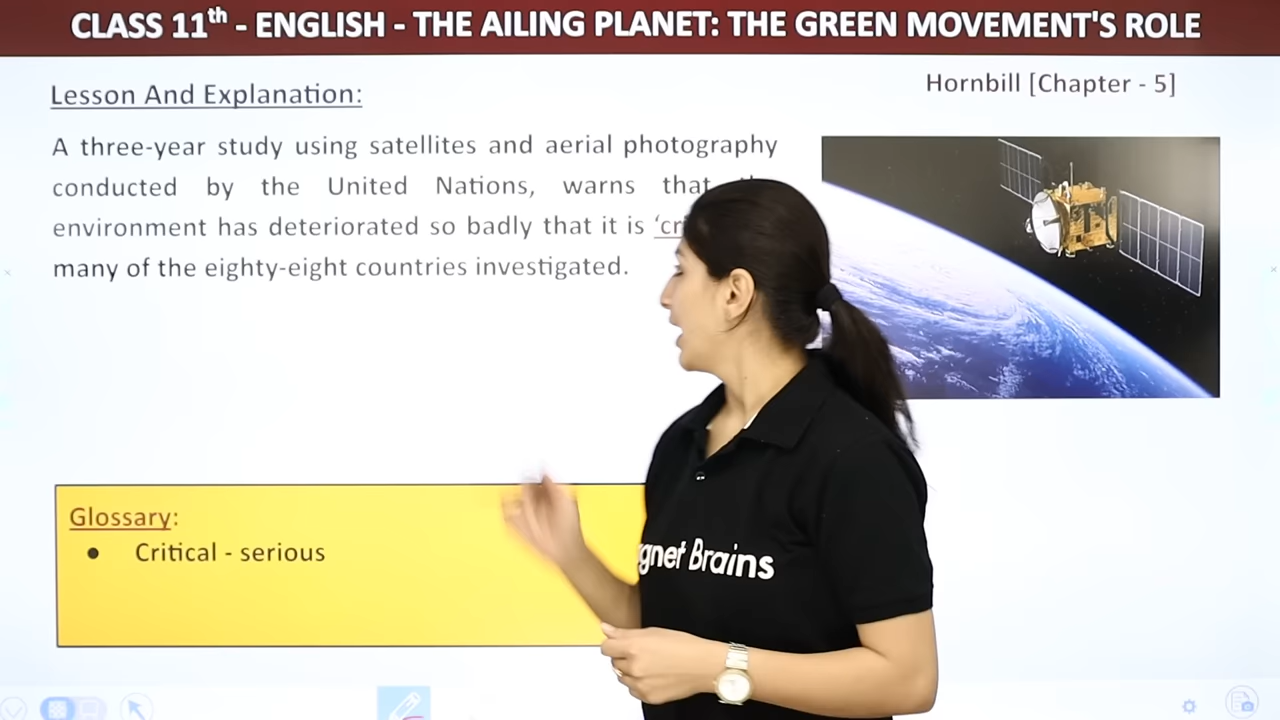 CLASS 11th - ENGLISH - THE AILING PLANET: THE GREEN MOVEMENT'S ROLE
Lesson And Explanation:
Hornbill [Chapter - 5]
A three-year study using satellites and aerial photography
conducted by the United Nations, warns that
environment has deteriorated so badly that it is
many of the eighty-eight countries investigated.
Glossary:
● Critical - serious
gnet Brains